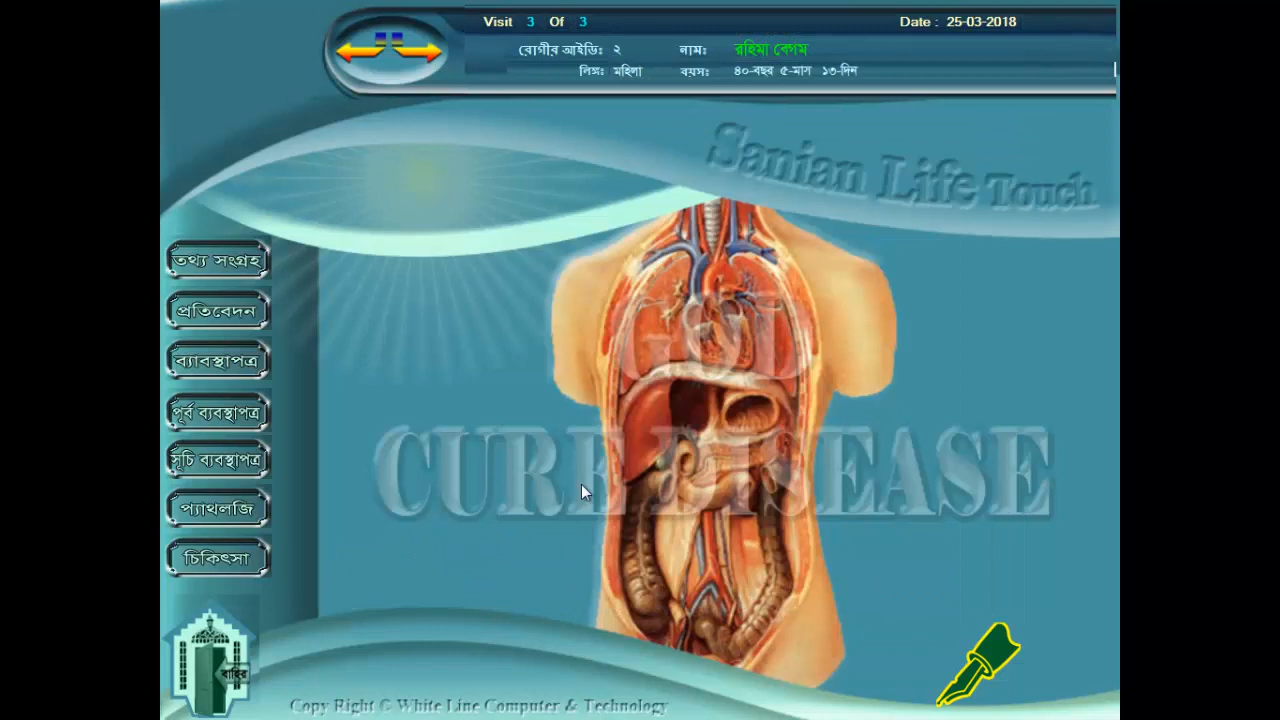 Visit 3 Of 3 Date : 25-03-2018
রোগীর আইডিঃ ২ নামঃ রহিমা বেগম
লিঙ্গঃ মহিলা বয়সঃ ৪০-বছর ৫-মাস ১৩-দিন
Sanian Life Touch
তথ্য সংগ্রহ
প্রতিবেদন
ব্যাবস্থাপত্র
পূর্ব ব্যবস্থাপত্র
সূচি ব্যবস্থাপত্র
প্যাথলজি
চিকিৎসা
GOD
CURE DISEASE
বাহির
Copy Right © White Line Computer & Technology